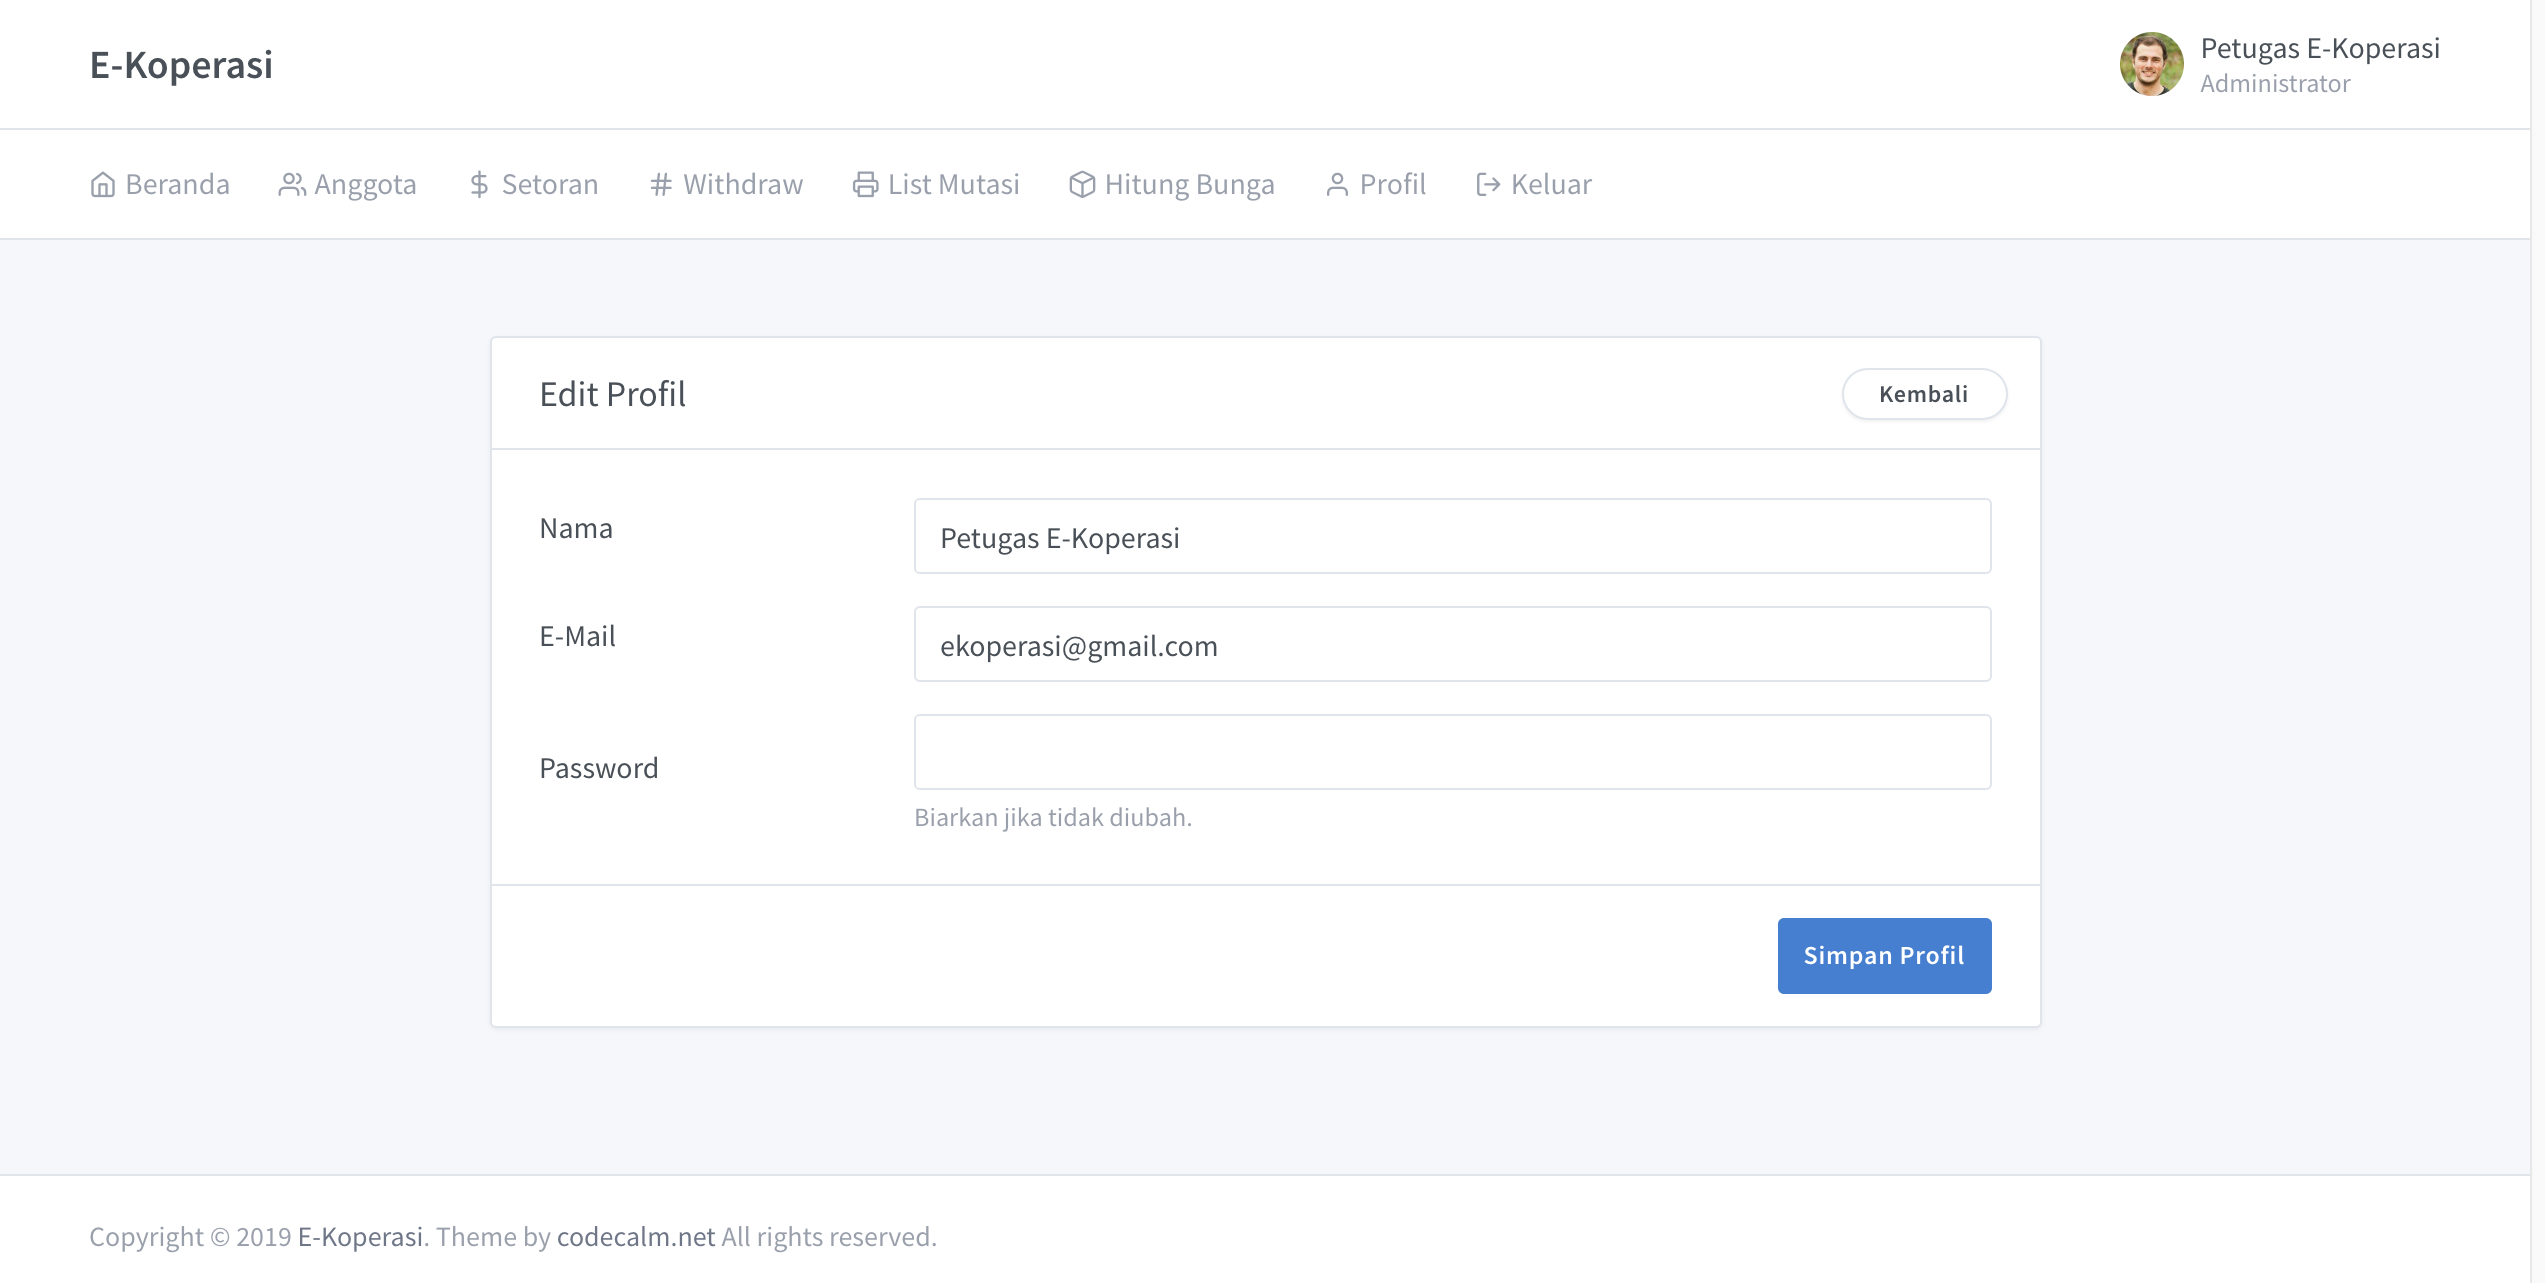 E-Koperasi
Petugas E-Koperasi
Administrator
Beranda
Anggota
Setoran
Withdraw
List Mutasi
Hitung Bunga
Profil
Keluar
Edit Profil
Kembali
Nama
Petugas E-Koperasi
E-Mail
ekoperasi@gmail.com
Password
Biarkan jika tidak diubah.
Simpan Profil
Copyright © 2019 E-Koperasi. Theme by codecalm.net All rights reserved.